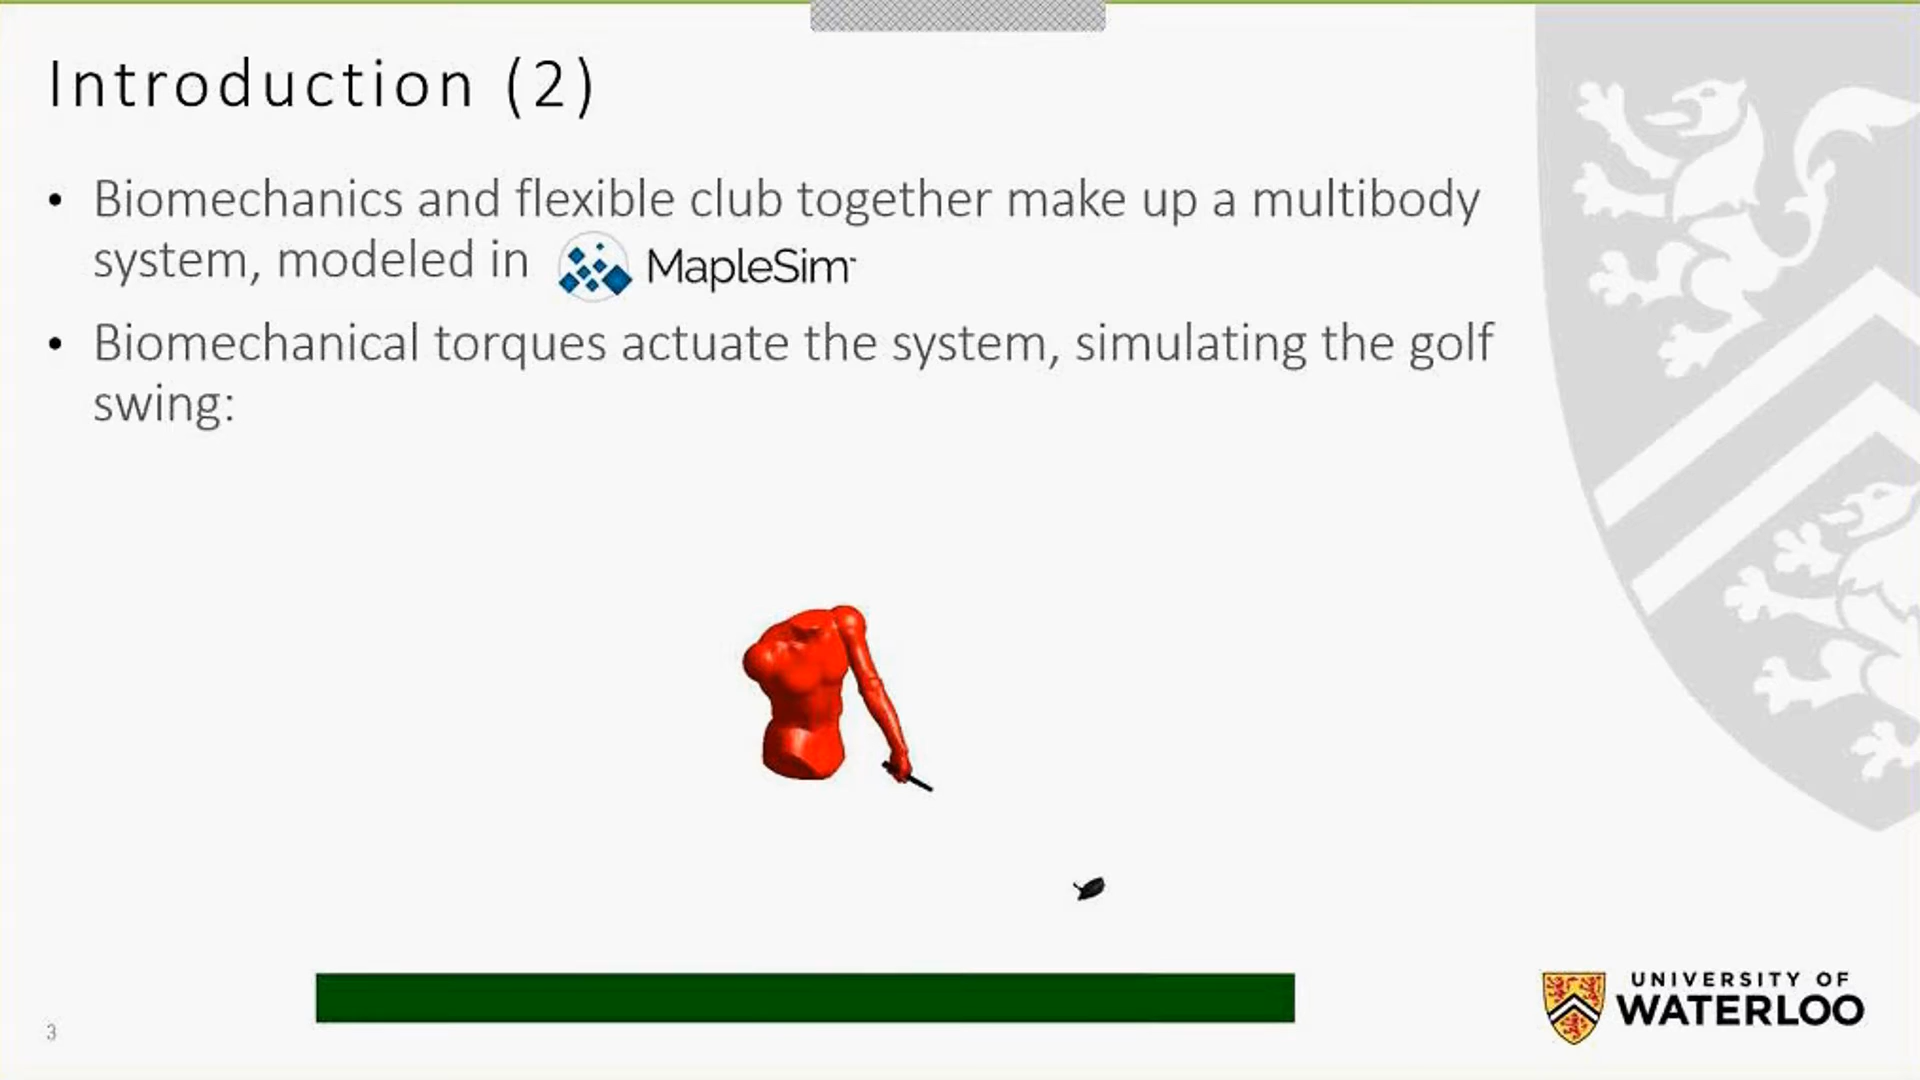 Introduction (2)
• Biomechanics and flexible club together make up a multibody
system, modeled in MapleSim™
• Biomechanical torques actuate the system, simulating the golf
swing:
3
UNIVERSITY OF
WATERLOO